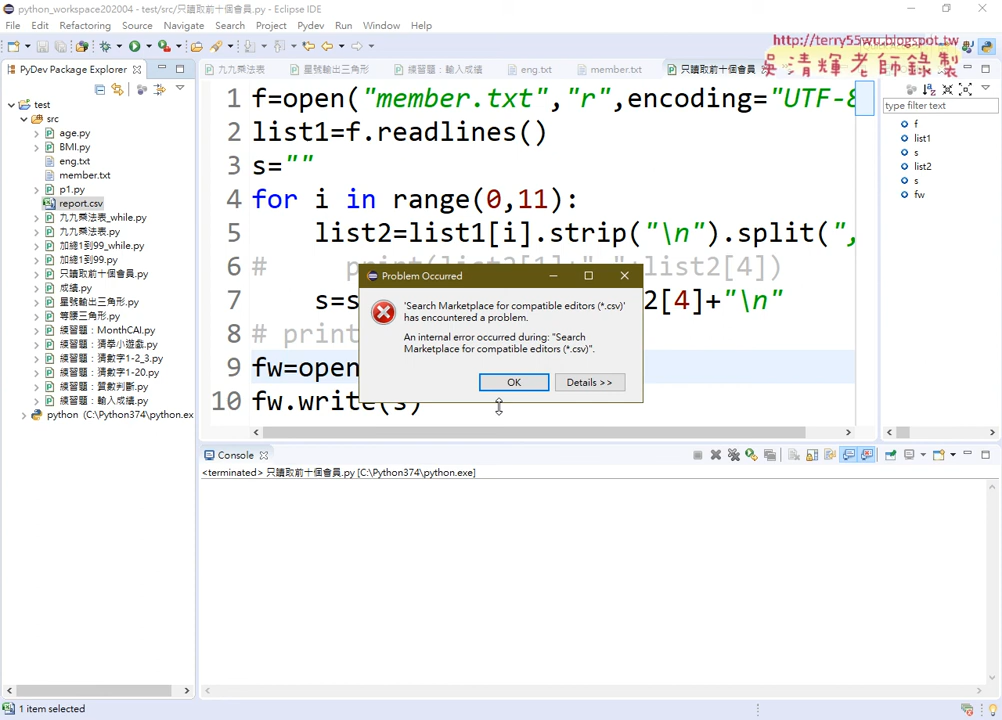 python_workspace202004 - test/src/只讀取前十個會員.py - Eclipse IDE
File Edit Refactoring Source Navigate Search Project Pydev Run Window Help
http://terry55wu.blogspot.tw
吳清輝老師錄製
PyDev Package Explorer
九九乘法表
星號輸出三角形
練習題：輸入成績
eng.txt
member.txt
只讀取前十個會員
type filter text
test
src
age.py
BMI.py
eng.txt
member.txt
p1.py
report.csv
九九乘法表_while.py
九九乘法表.py
加總1到99_while.py
加總1到99.py
只讀取前十個會員.py
成績.py
星號輸出三角形.py
等腰三角形.py
練習題：MonthCAl.py
練習題：猜拳小遊戲.py
練習題：猜數字1-2_3.py
練習題：猜數字1-20.py
練習題：質數判斷.py
練習題：輸入成績.py
python (C:\Python374\python.ex
1 f=open("member.txt","r",encoding="UTF-8
2 list1=f.readlines()
3 s=""
4 for i in range(0,11):
5 list2=list1[i].strip("\n").split(",
6 # print(list2[1]+" "+list2[4])
7 s=s 2[4]+"\n"
8 # print
9 fw=open
10 fw.write(s)
Problem Occurred
'Search Marketplace for compatible editors (*.csv)'
has encountered a problem.
An internal error occurred during: "Search
Marketplace for compatible editors (*.csv)".
OK
Details >>
f
list1
s
list2
s
fw
Console
<terminated> 只讀取前十個會員.py [C:\Python374\python.exe]
1 item selected